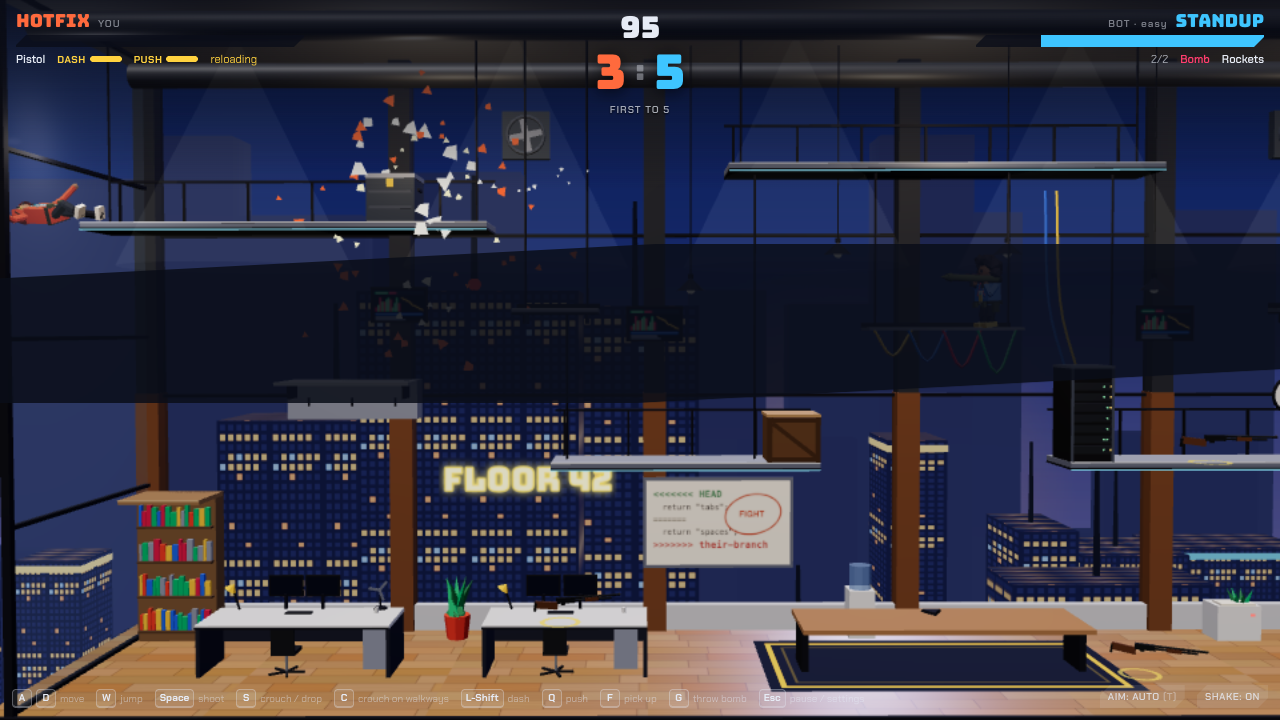 HOTFIX YOU
95
BOT · easy STANDUP
Pistol DASH PUSH reloading
3 : 5
2/2 Bomb Rockets
FIRST TO 5
FLOOR 42
<<<<<<< HEAD
return "tabs"
=======
return "spaces"
>>>>>>> their-branch
FIGHT
A D move W jump Space shoot S crouch / drop C crouch on walkways L-Shift dash Q push F pick up G throw bomb Esc pause / settings
AIM: AUTO [T] SHAKE: ON